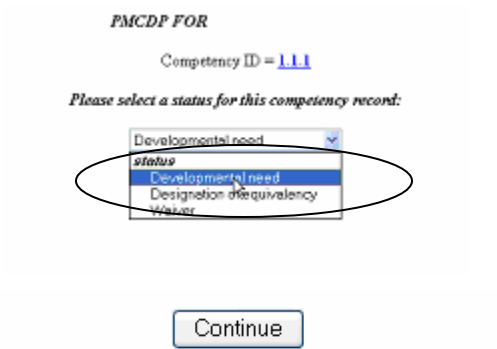 PMCDP FOR
Competency ID = 1.1.1
Please select a status for this competency record:
Developmental need
status
Developmental need
Designation of equivalency
Waiver
Continue